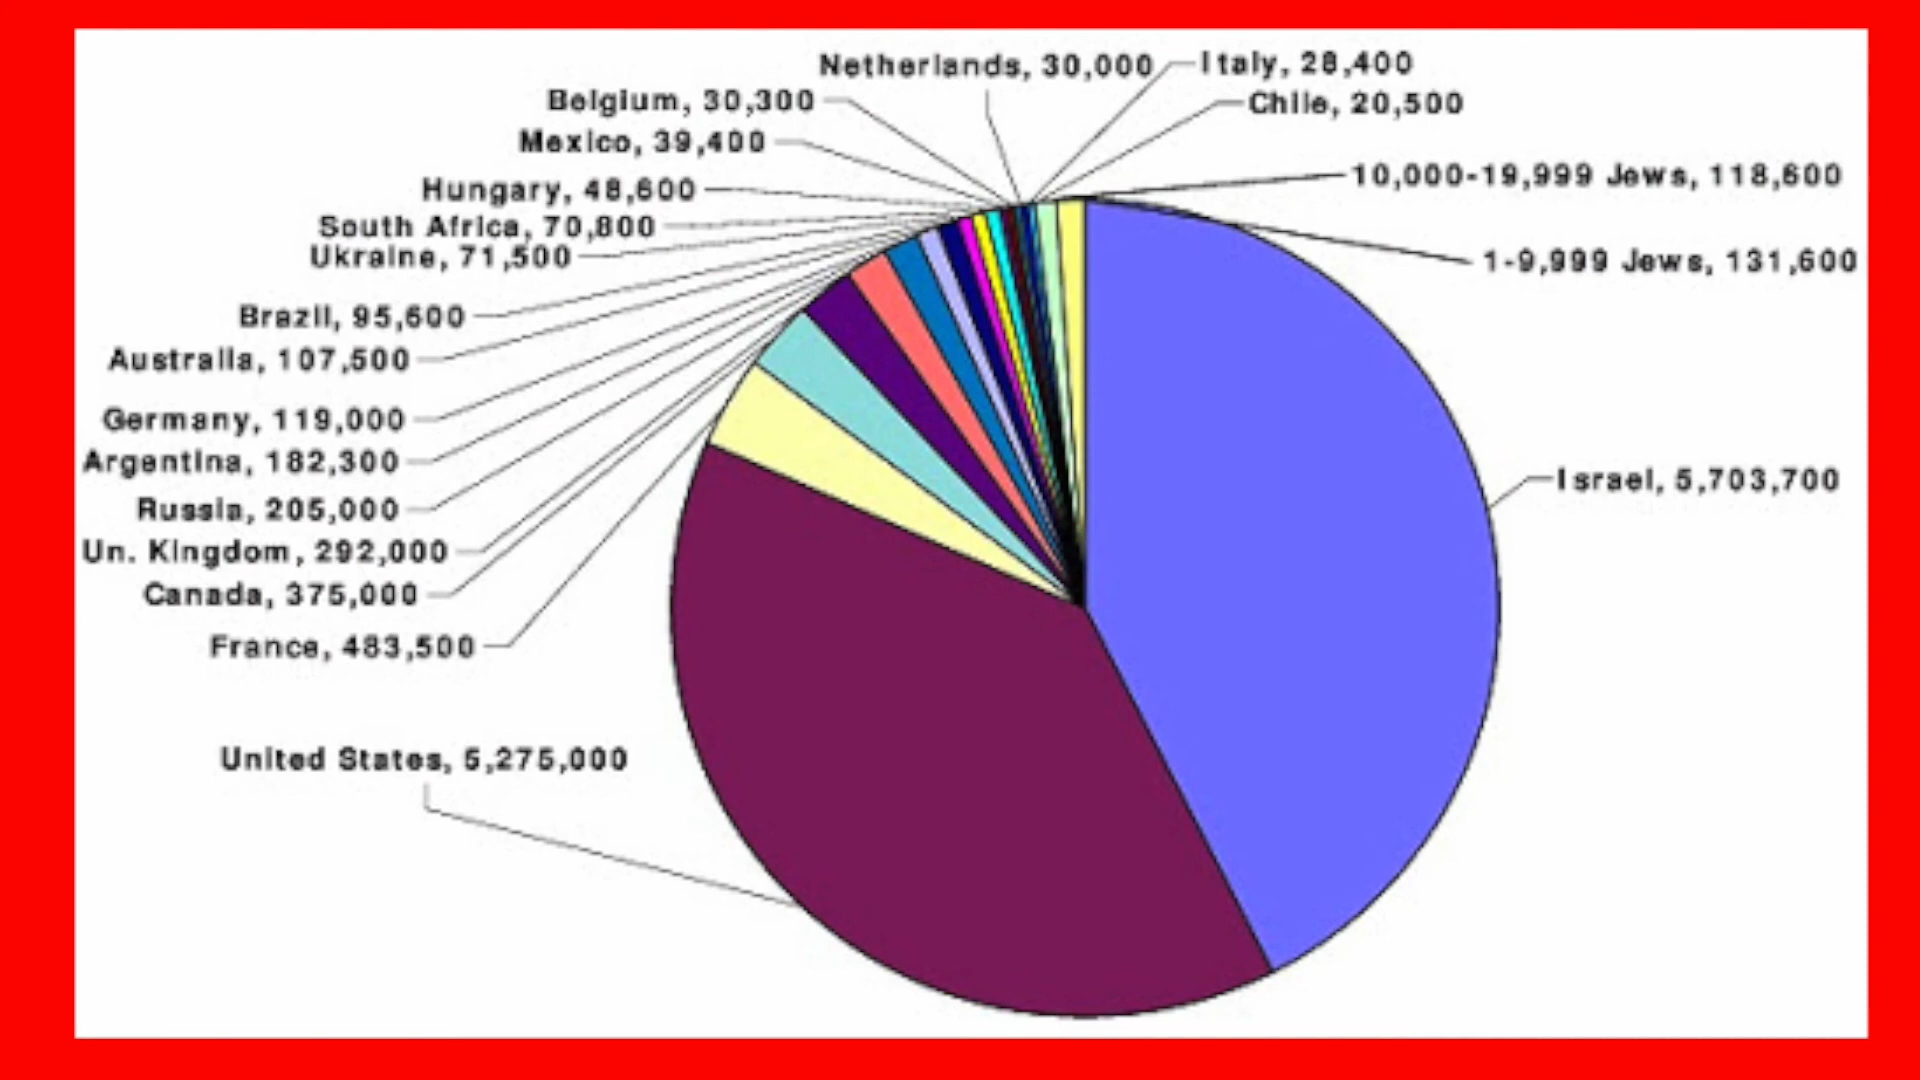 Netherlands, 30,000
Italy, 28,400
Belgium, 30,300
Chile, 20,500
Mexico, 39,400
10,000-19,999 Jews, 118,600
Hungary, 48,600
South Africa, 70,800
Ukraine, 71,500
1-9,999 Jews, 131,600
Brazil, 95,600
Australia, 107,500
Germany, 119,000
Argentina, 182,300
Israel, 5,703,700
Russia, 205,000
Un. Kingdom, 292,000
Canada, 375,000
France, 483,500
United States, 5,275,000